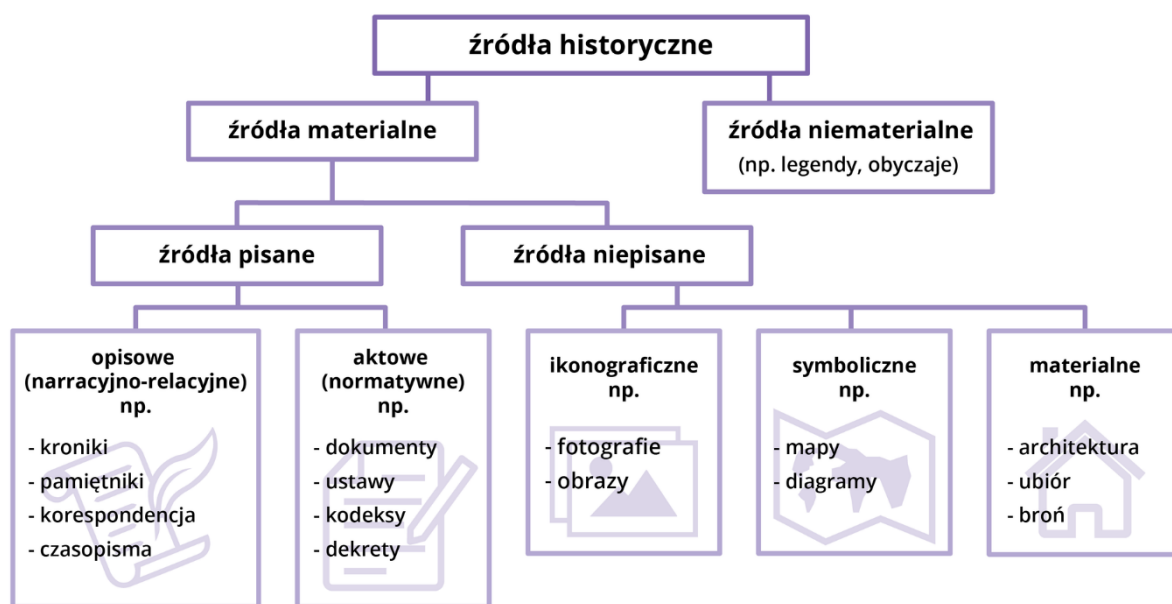 źródła historyczne
źródła materialne
źródła niematerialne
(np. legendy, obyczaje)
źródła pisane
źródła niepisane
opisowe
(narracyjno-relacyjne)
np.
- kroniki
- pamiętniki
- korespondencja
- czasopisma
aktowe
(normatywne)
np.
- dokumenty
- ustawy
- kodeksy
- dekrety
ikonograficzne
np.
- fotografie
- obrazy
symboliczne
np.
- mapy
- diagramy
materialne
np.
- architektura
- ubiór
- broń